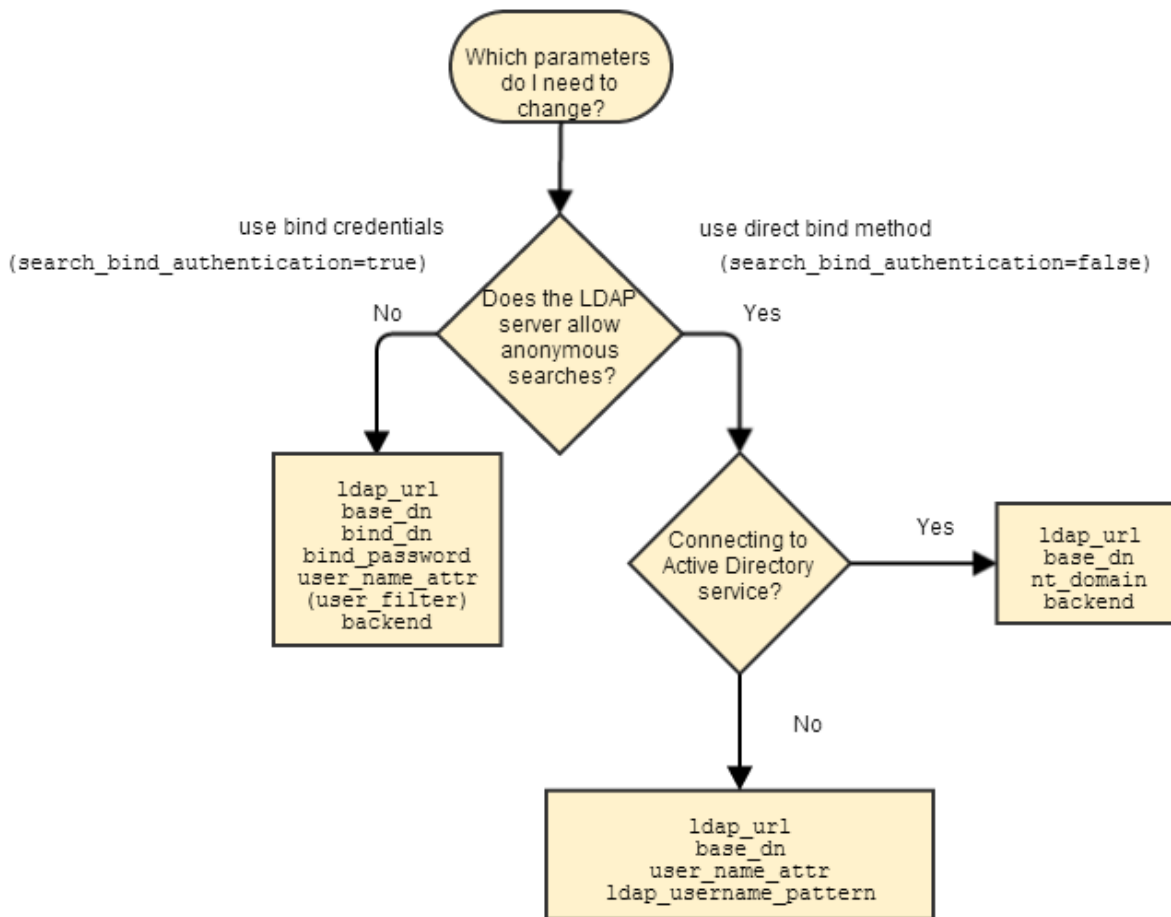 Which parameters
do I need to
change?
use bind credentials
(search_bind_authentication=true)
use direct bind method
(search_bind_authentication=false)
Does the LDAP
server allow
anonymous
searches?
No
Yes
ldap_url
base_dn
bind_dn
bind_password
user_name_attr
(user_filter)
backend
Connecting to
Active Directory
service?
Yes
ldap_url
base_dn
nt_domain
backend
No
ldap_url
base_dn
user_name_attr
ldap_username_pattern